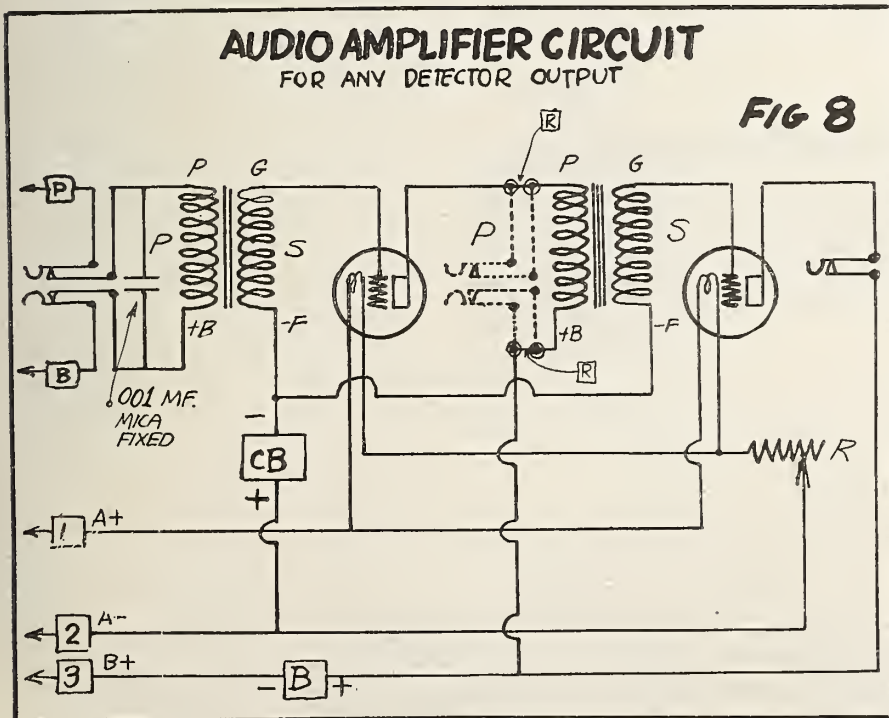 AUDIO AMPLIFIER CIRCUIT
FOR ANY DETECTOR OUTPUT
FIG 8
R
P
P
G
P
G
P
S
P
S
+B
-F
+B
-F
R
B
.001 MF.
MICA
FIXED
-
CB
+
R
1 A+
2 A-
3 B+
- B +